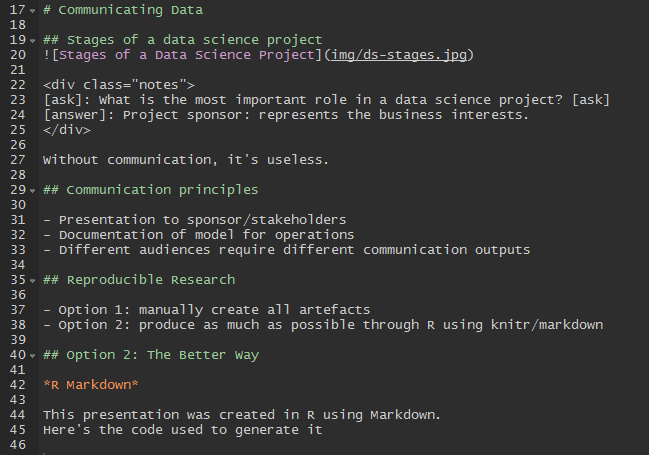 17 # Communicating Data
18
19 ## Stages of a data science project
20 ![Stages of a Data Science Project](img/ds-stages.jpg)
21
22 <div class="notes">
23 [ask]: What is the most important role in a data science project? [ask]
24 [answer]: Project sponsor: represents the business interests.
25 </div>
26
27 Without communication, it's useless.
28
29 ## Communication principles
30
31 - Presentation to sponsor/stakeholders
32 - Documentation of model for operations
33 - Different audiences require different communication outputs
34
35 ## Reproducible Research
36
37 - Option 1: manually create all artefacts
38 - Option 2: produce as much as possible through R using knitr/markdown
39
40 ## Option 2: The Better Way
41
42 *R Markdown*
43
44 This presentation was created in R using Markdown.
45 Here's the code used to generate it
46